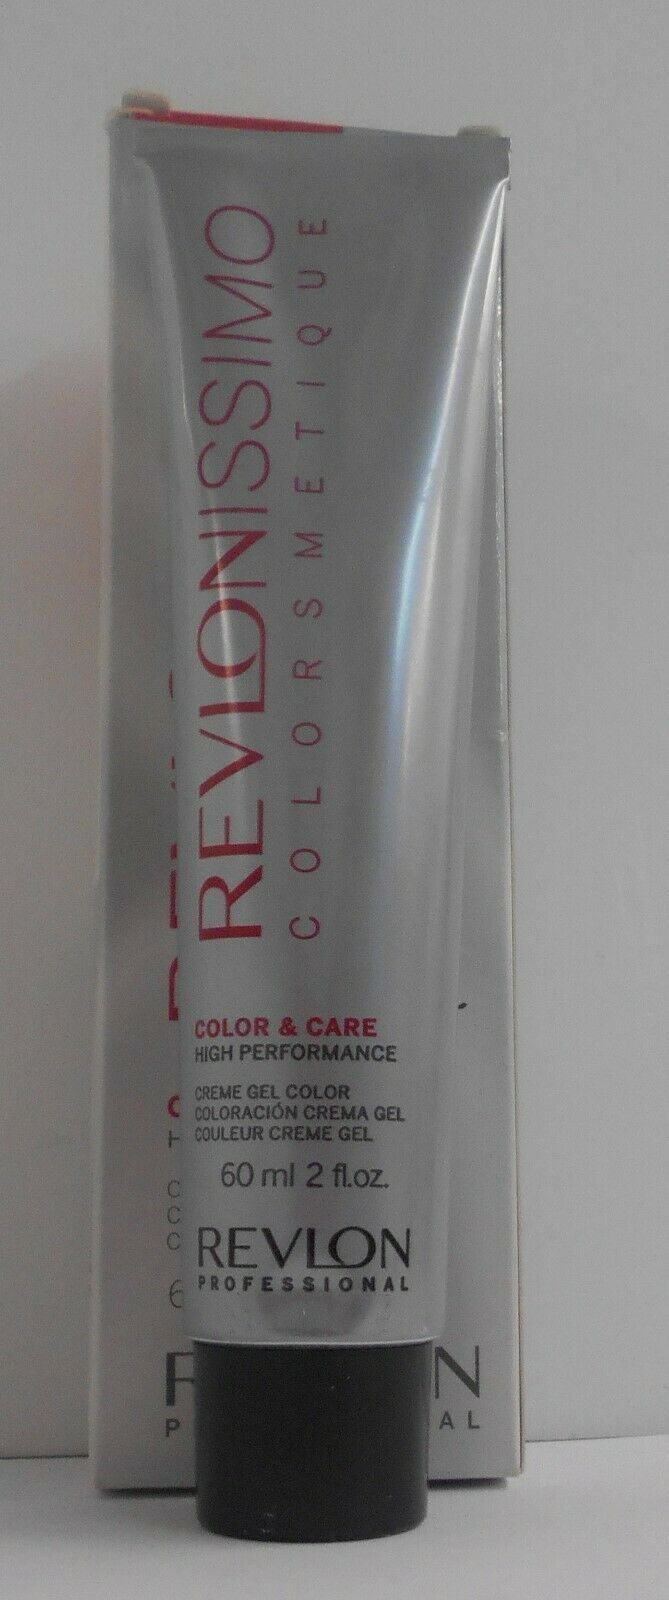 REVLONISSIMO
COLORSMETIQUE
COLOR & CARE
HIGH PERFORMANCE
CREME GEL COLOR
COLORACIÓN CREMA GEL
COULEUR CREME GEL
60 ml 2 fl.oz.
REVLON
PROFESSIONAL